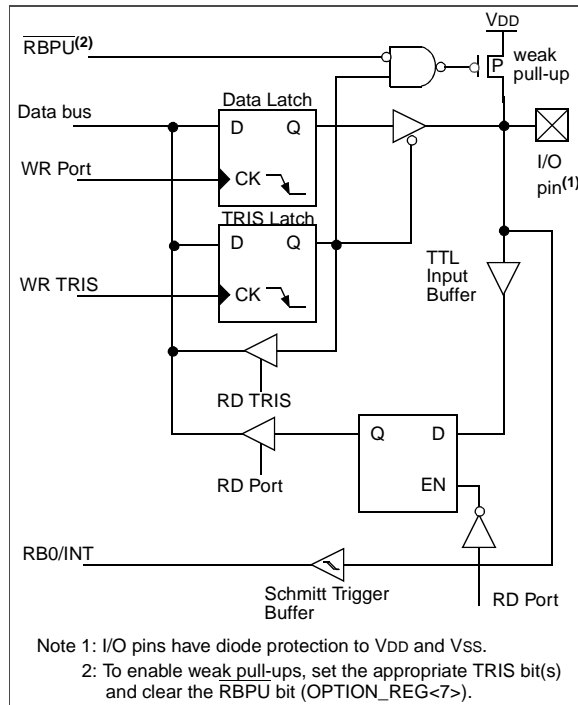 VDD
RBPU(2)
weak
pull-up
P
Data Latch
Data bus
D
Q
I/O
pin(1)
WR Port
CK
TRIS Latch
D
Q
TTL
Input
Buffer
WR TRIS
CK
RD TRIS
Q
D
RD Port
EN
RB0/INT
Schmitt Trigger
Buffer
RD Port
Note 1: I/O pins have diode protection to VDD and VSS.
2: To enable weak pull-ups, set the appropriate TRIS bit(s)
and clear the RBPU bit (OPTION_REG<7>).